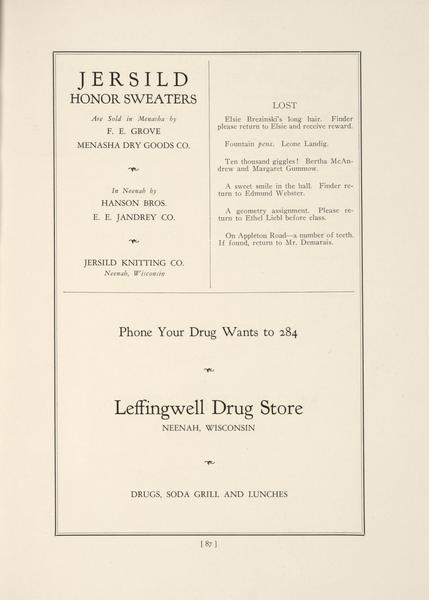 JERSILD
HONOR SWEATERS
Are Sold in Menasha by
F. E. GROVE
MENASHA DRY GOODS CO.
In Neenah by
HANSON BROS.
E. E. JANDREY CO.
JERSILD KNITTING CO.
Neenah, Wisconsin
LOST
Elsie Brezinski's long hair. Finder
please return to Elsie and receive reward.
Fountain pens. Leone Landig.
Ten thousand giggles! Bertha McAn-
drew and Margaret Gummow.
A sweet smile in the hall. Finder re-
turn to Edmund Webster.
A geometry assignment. Please re-
turn to Ethel Liebl before class.
On Appleton Road—a number of teeth.
If found, return to Mr. Demarais.
Phone Your Drug Wants to 284
Leffingwell Drug Store
NEENAH, WISCONSIN
DRUGS, SODA GRILL AND LUNCHES
[ 87 ]